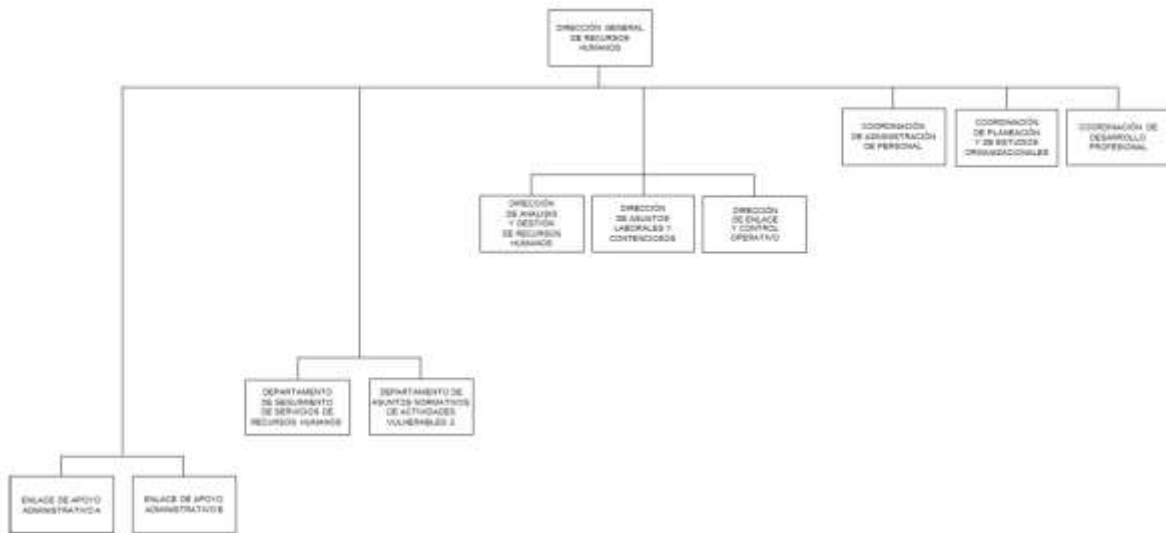 DIRECCIÓN GENERAL
DE RECURSOS
HUMANOS
COORDINACIÓN
DE ADMINISTRACIÓN
DE PERSONAL
COORDINACIÓN
DE PLANEACIÓN
Y DE ESTUDIOS
ORGANIZACIONALES
COORDINACIÓN DE
DESARROLLO
PROFESIONAL
DIRECCIÓN
DE ANÁLISIS
Y GESTIÓN
DE RECURSOS
HUMANOS
DIRECCIÓN
DE ASUNTOS
LABORALES Y
CONTENCIOSOS
DIRECCIÓN
DE ENLACE
Y CONTROL
OPERATIVO
DEPARTAMENTO
DE SEGUIMIENTO
DE SERVICIOS DE
RECURSOS HUMANOS
DEPARTAMENTO DE
ASUNTOS NORMATIVOS
DE ACTIVIDADES
VULNERABLES 2
ENLACE DE APOYO
ADMINISTRATIVO A
ENLACE DE APOYO
ADMINISTRATIVO B